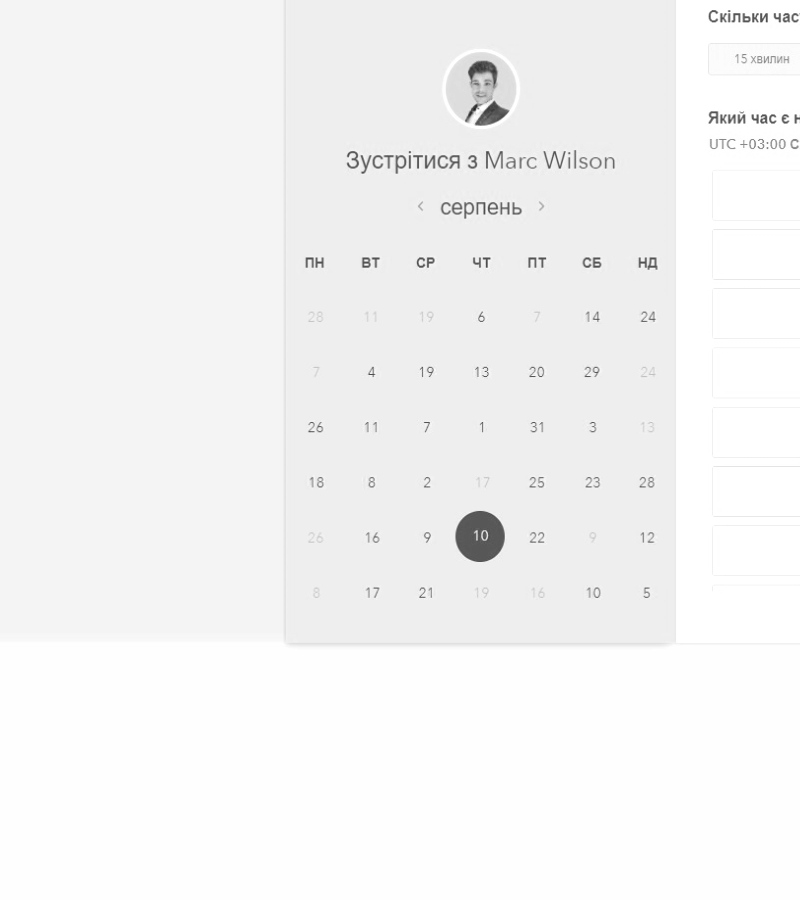 Скільки час
15 хвилин
Зустрітися з Marc Wilson
Який час є н
UTC +03:00 С
серпень
ПН ВТ СР ЧТ ПТ СБ НД
28 11 19 6 7 14 24
7 4 19 13 20 29 24
26 11 7 1 31 3 13
18 8 2 17 25 23 28
26 16 9 10 22 9 12
8 17 21 19 16 10 5